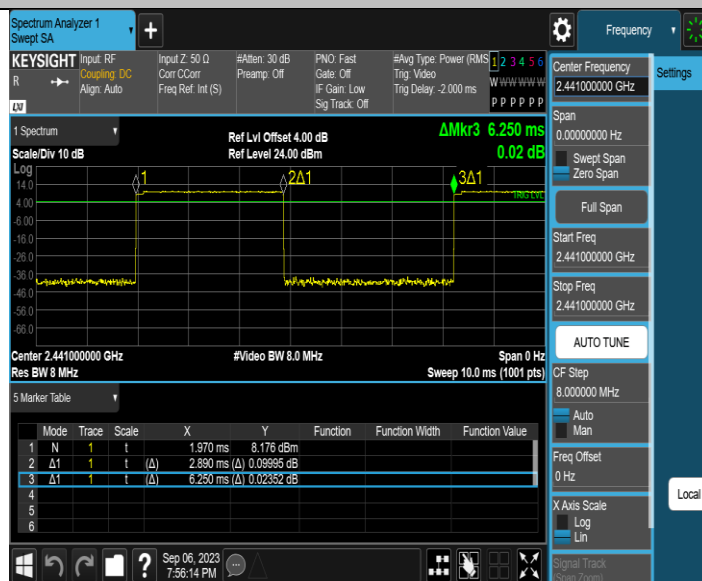 Spectrum Analyzer 1
Swept SA
Frequency
KEYSIGHT
R
LXI
Input: RF
Coupling: DC
Align: Auto
Input Z: 50 Ω
Corr CCorr
Freq Ref: Int (S)
#Atten: 30 dB
Preamp: Off
PNO: Fast
Gate: Off
IF Gain: Low
Sig Track: Off
#Avg Type: Power (RMS
Trig: Video
Trig Delay: -2.000 ms
1 2 3 4 5 6
W W W W W W
P P P P P P
1 Spectrum
Scale/Div 10 dB
Ref Lvl Offset 4.00 dB
Ref Level 24.00 dBm
ΔMkr3 6.250 ms
0.02 dB
Log
14.0
4.00
-6.00
-16.0
-26.0
-36.0
-46.0
-56.0
-66.0
1
2Δ1
3Δ1
TRIG LVL
Center 2.441000000 GHz
#Video BW 8.0 MHz
Span 0 Hz
Res BW 8 MHz
Sweep 10.0 ms (1001 pts)
5 Marker Table
Mode Trace Scale X Y Function Function Width Function Value
1 N 1 t 1.970 ms 8.176 dBm
2 Δ1 1 t (Δ) 2.890 ms (Δ) 0.09995 dB
3 Δ1 1 t (Δ) 6.250 ms (Δ) 0.02352 dB
4
5
6
?
Sep 06, 2023
7:56:14 PM
Center Frequency
2.441000000 GHz
Span
0.00000000 Hz
Swept Span
Zero Span
Full Span
Start Freq
2.441000000 GHz
Stop Freq
2.441000000 GHz
AUTO TUNE
CF Step
8.000000 MHz
Auto
Man
Freq Offset
0 Hz
X Axis Scale
Log
Lin
Signal Track
(Span Zoom)
Settings
Local